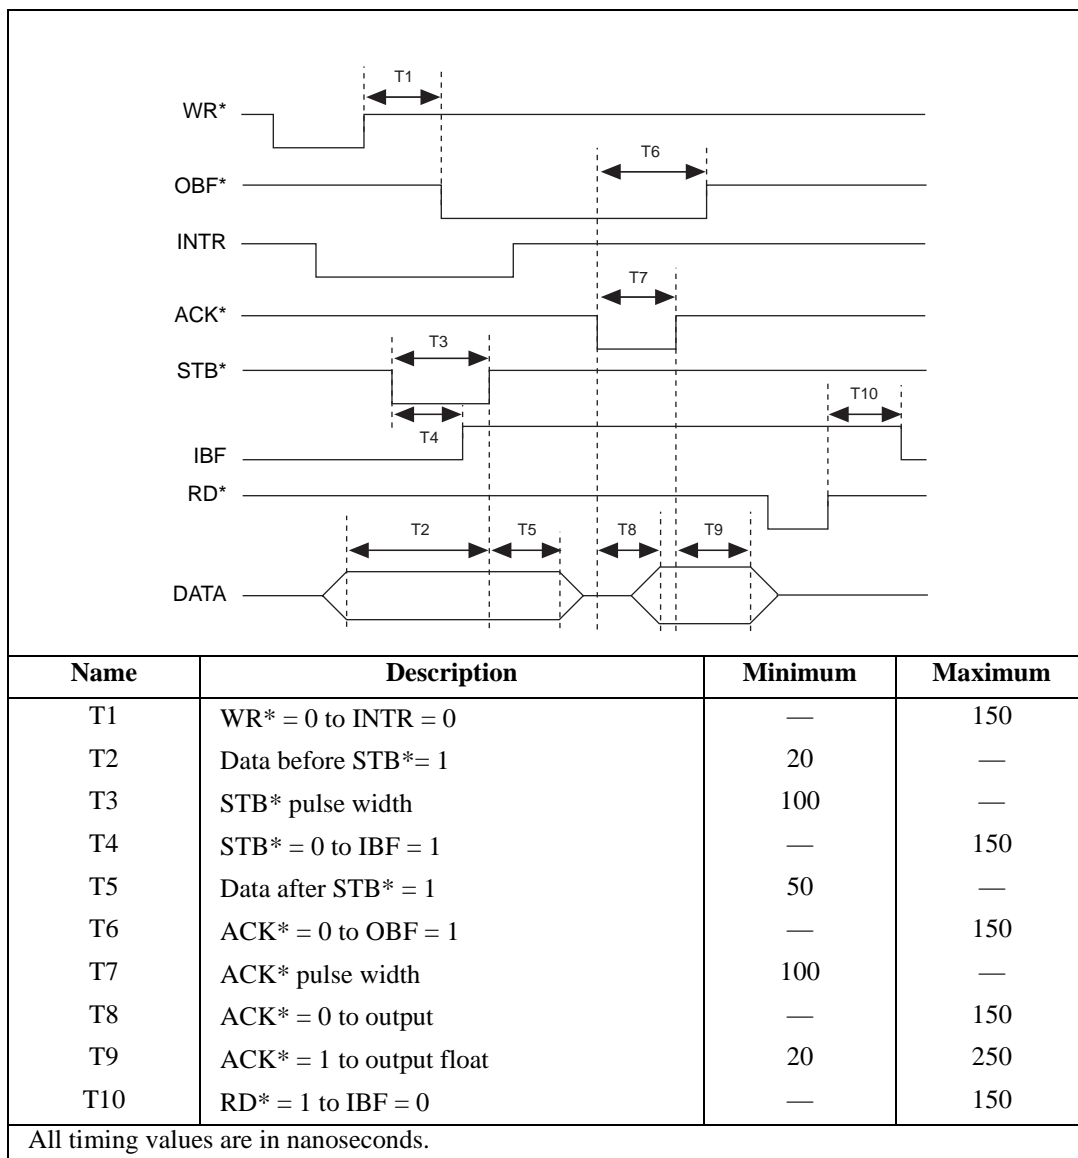 T1
WR*
T6
OBF*
INTR
T7
ACK*
T3
STB*
T10
T4
IBF
RD*
T2 T5 T8 T9
DATA
Name Description Minimum Maximum
T1 WR* = 0 to INTR = 0 — 150
T2 Data before STB*= 1 20 —
T3 STB* pulse width 100 —
T4 STB* = 0 to IBF = 1 — 150
T5 Data after STB* = 1 50 —
T6 ACK* = 0 to OBF = 1 — 150
T7 ACK* pulse width 100 —
T8 ACK* = 0 to output — 150
T9 ACK* = 1 to output float 20 250
T10 RD* = 1 to IBF = 0 — 150
All timing values are in nanoseconds.